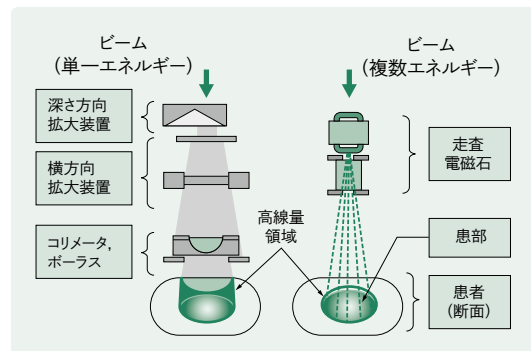 ビーム
(単一エネルギー)
ビーム
(複数エネルギー)
深さ方向
拡大装置
横方向
拡大装置
コリメータ,
ボーラス
高線量
領域
走査
電磁石
患部
患者
(断面)